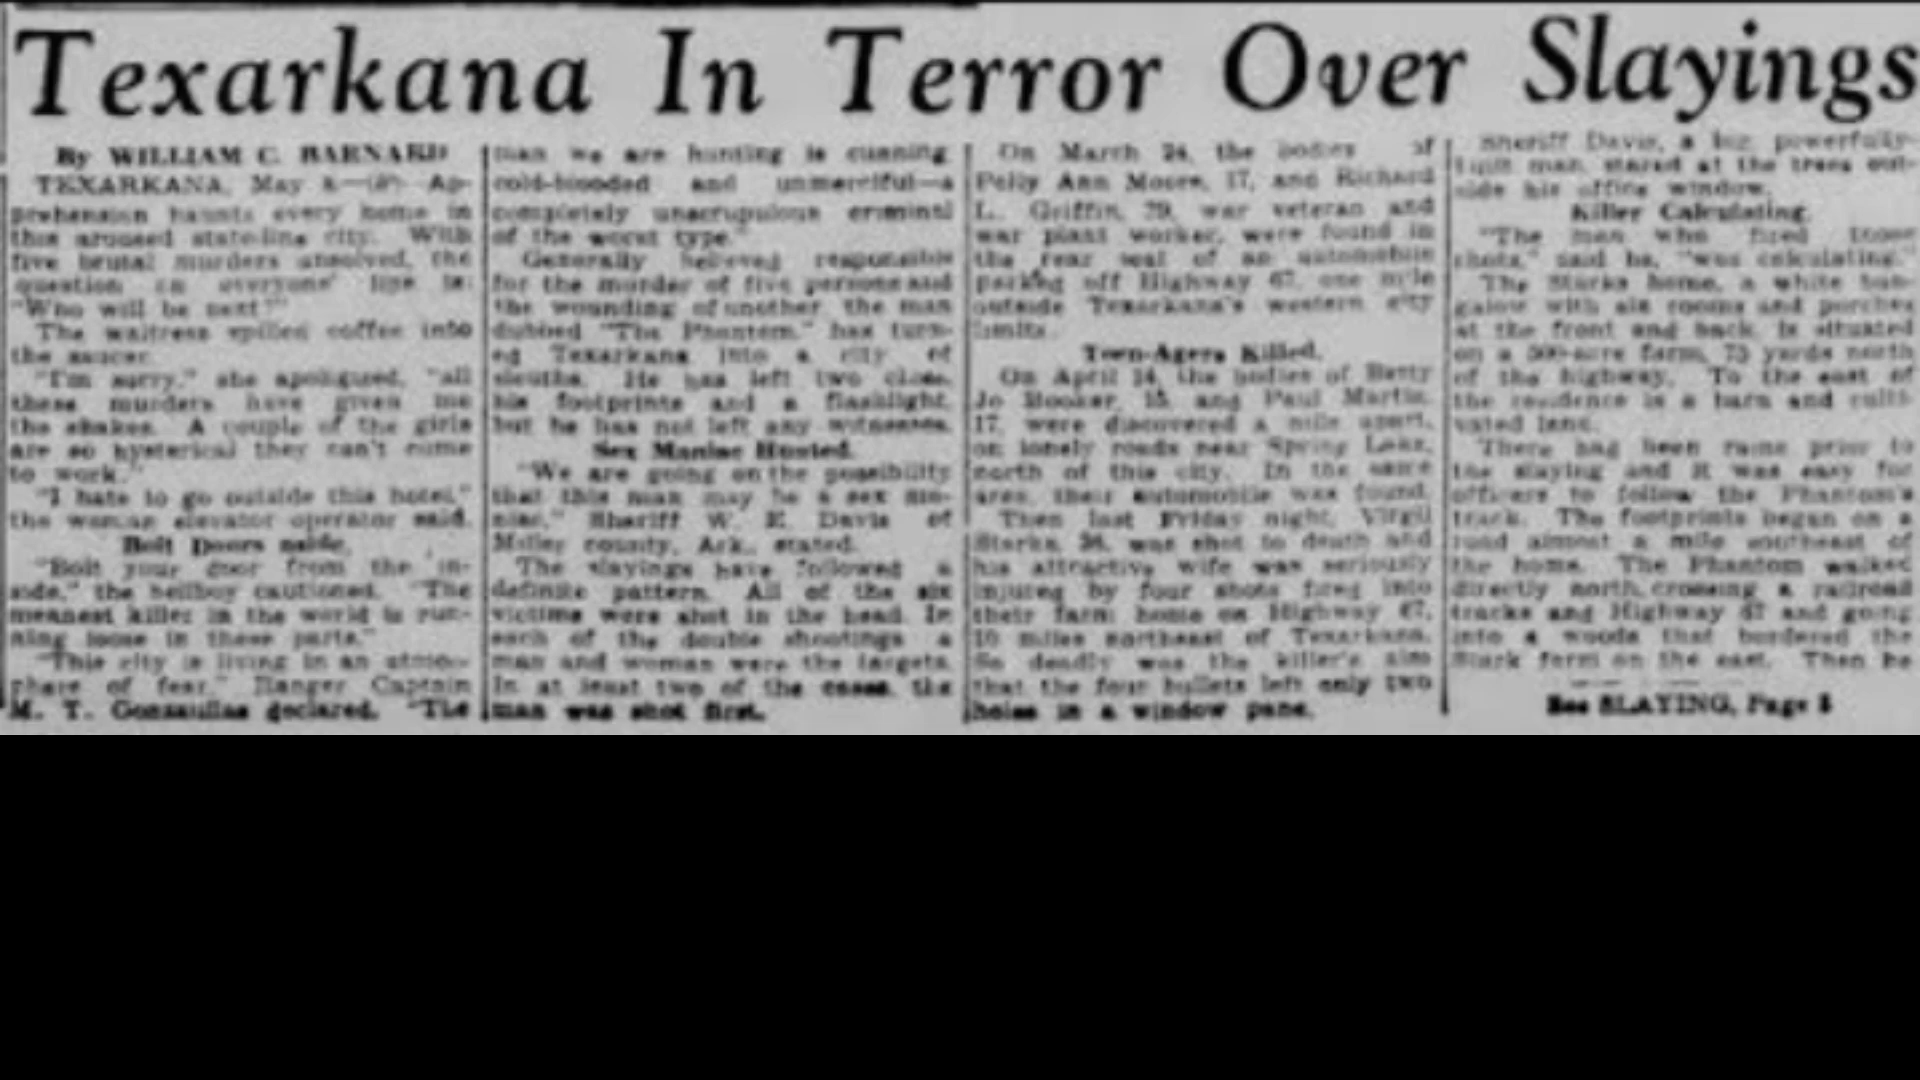 Texarkana In Terror Over Slayings
By WILLIAM C. BARNARD
TEXARKANA, May 8—(AP) Ap-
prehension haunts every home in
this aroused state-line city. With
five brutal murders unsolved, the
question on everyone' lips is:
"Who will be next?"
The waitress spilled coffee into
the saucer.
"I'm sorry," she apologized, "all
these murders have given me
the shakes. A couple of the girls
are so hysterical they can't come
to work."
"I hate to go outside this hotel,"
the woman elevator operator said.
Bolt Doors
"Bolt your door from the in-
side," the bellboy cautioned. "The
meanest killer in the world is run-
ning loose in these parts."
"This city is living in an atmos-
phere of fear," Ranger Captain
M. T. Gonzaullas declared. "The
man we are hunting is cunning
cold-blooded and unmerciful—a
completely unscrupulous criminal
of the worst type."
Generally believed responsible
for the murder of five persons and
the wounding of another, the man
dubbed "The Phantom," has turn-
ed Texarkana into a city of
sleuths. He has left two clues,
his footprints and a flashlight,
but he has not left any witnesses.
Sex Maniac Hunted.
"We are going on the possibility
that this man may be a sex ma-
niac," Sheriff W. E. Davis of
Miller county, Ark., stated.
The slayings have followed a
definite pattern. All of the six
victims were shot in the head. In
each of the double shootings a
man and woman were the targets.
In at least two of the cases, the
man was shot first.
On March 24, the bodies of
Polly Ann Moore, 17, and Richard
L. Griffin, 29, war veteran and
war plant worker, were found in
the rear seat of an automobile
parked off Highway 67, one mile
outside Texarkana's western city
limits.
Teen-Agers Killed.
On April 14, the bodies of Betty
Jo Booker, 15, and Paul Martin,
17, were discovered a mile apart,
on lonely roads near Spring Lake,
north of this city. In the same
area, their automobile was found.
Then last Friday night, Virgil
Starks, 36, was shot to death and
his attractive wife was seriously
injured by four shots fired into
their farm home on Highway 67,
10 miles northeast of Texarkana.
So deadly was the killer's aim
that the four bullets left only two
holes in a window pane.
Sheriff Davis, a big powerfully-
built man, stared at the trees out-
side his office window.
Killer Calculating.
"The man who fired those
shots," said he, "was calculating."
The Starks home, a white bun-
galow with six rooms and porches
at the front and back, is situated
on a 500-acre farm, 75 yards north
of the highway. To the east of
the residence is a barn and culti-
vated land.
There had been rains prior to
the slaying and it was easy for
officers to follow the Phantom's
track. The footprints began on a
road almost a mile southeast of
the home. The Phantom walked
directly north, crossing a railroad
tracks and Highway 67 and going
into a woods that bordered the
Stark farm on the east. Then he
See SLAYING, Page